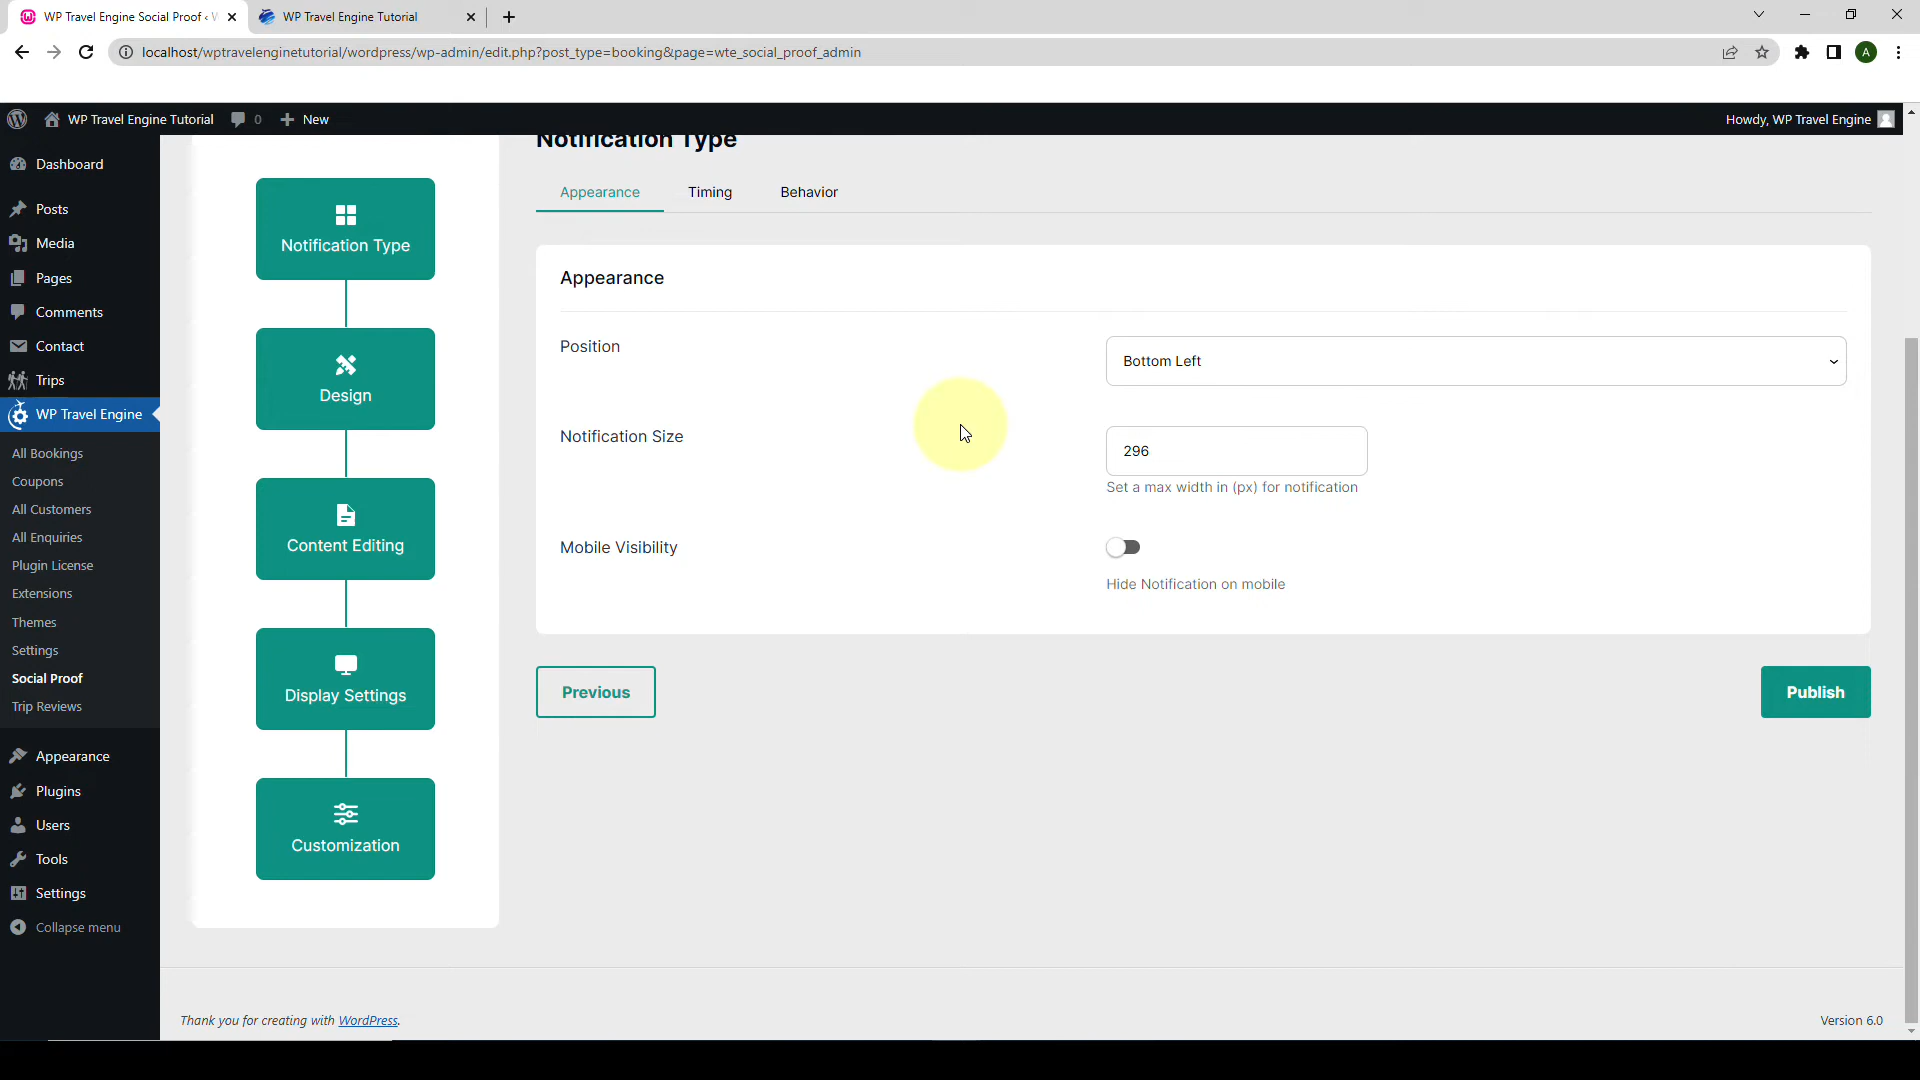 WP Travel Engine Social Proof ‹ W
WP Travel Engine Tutorial
localhost/wptravelenginetutorial/wordpress/wp-admin/edit.php?post_type=booking&page=wte_social_proof_admin
A
WP Travel Engine Tutorial
0
New
Howdy, WP Travel Engine
Dashboard
Posts
Media
Pages
Comments
Contact
Trips
WP Travel Engine
All Bookings
Coupons
All Customers
All Enquiries
Plugin License
Extensions
Themes
Settings
Social Proof
Trip Reviews
Appearance
Plugins
Users
Tools
Settings
Collapse menu
Notification Type
Design
Content Editing
Display Settings
Customization
Notification Type
Appearance Timing Behavior
Appearance
Position
Bottom Left
Notification Size
296
Set a max width in (px) for notification
Mobile Visibility
Hide Notification on mobile
Previous
Publish
Thank you for creating with WordPress.
Version 6.0